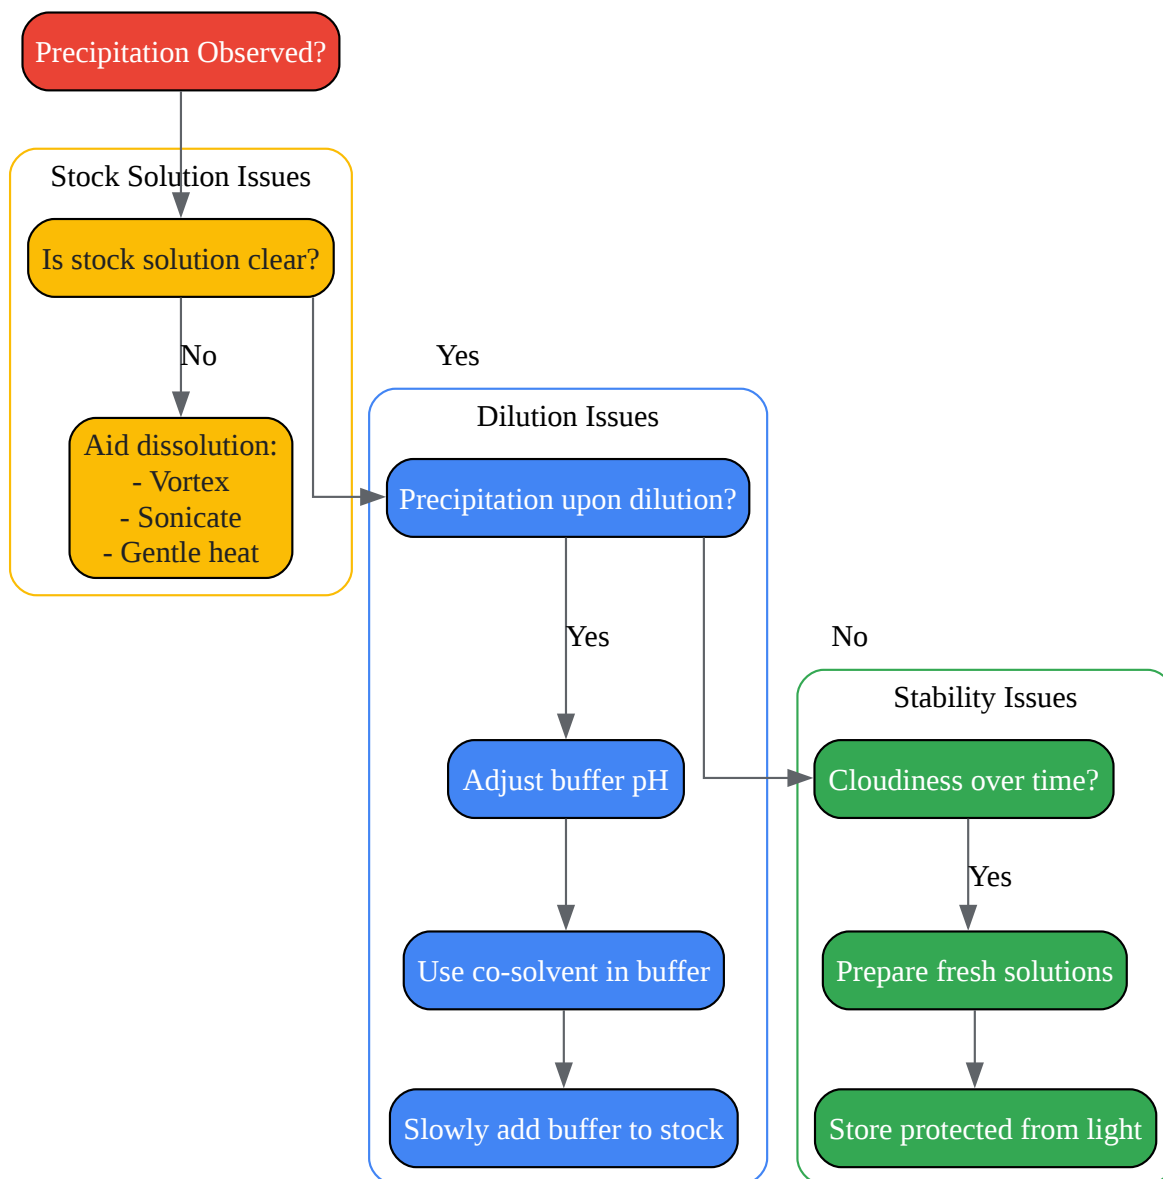 Precipitation Observed?
Stock Solution Issues
Is stock solution clear?
No
Yes
Aid dissolution:
- Vortex
- Sonicate
- Gentle heat
Dilution Issues
Precipitation upon dilution?
Yes
No
Adjust buffer pH
Use co-solvent in buffer
Slowly add buffer to stock
Stability Issues
Cloudiness over time?
Yes
Prepare fresh solutions
Store protected from light